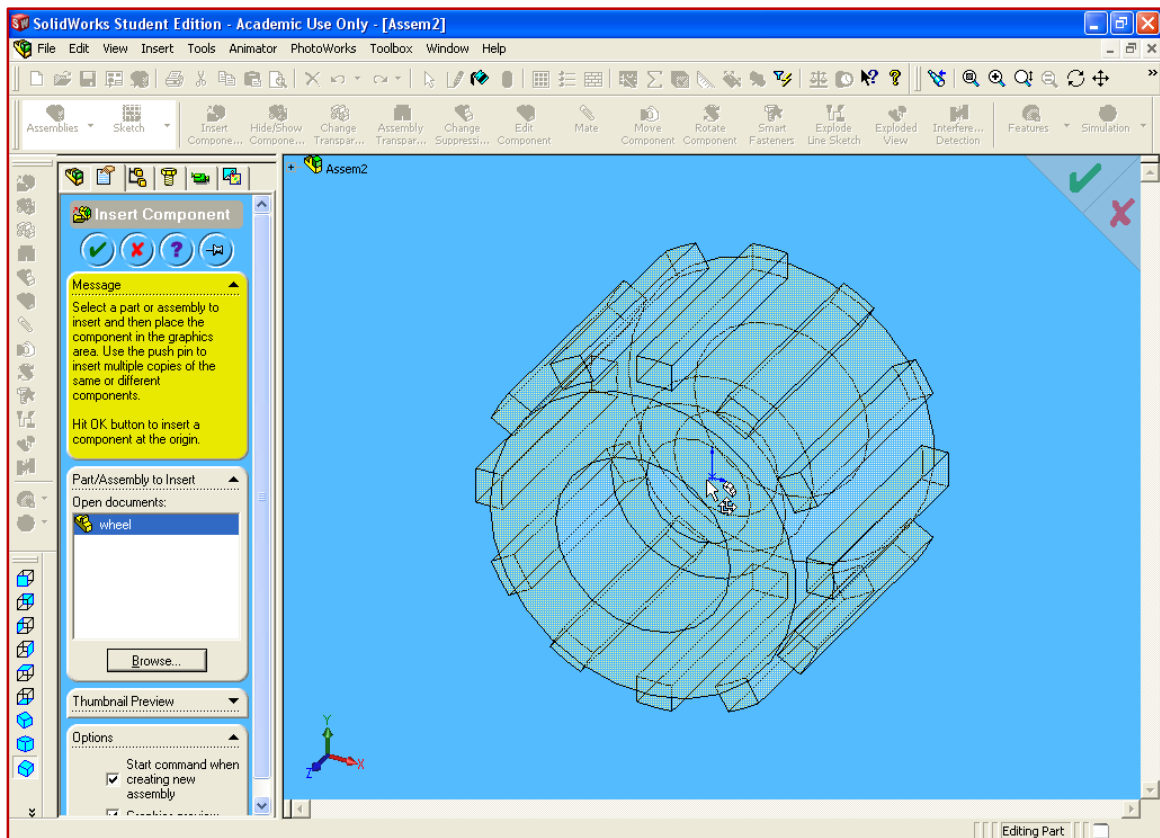 SolidWorks Student Edition - Academic Use Only - [Assem2]
File Edit View Insert Tools Animator PhotoWorks Toolbox Window Help
Assemblies Sketch Insert Compone... Hide/Show Compone... Change Transpar... Assembly Transpar... Change Suppressi... Edit Component Mate Move Component Rotate Component Smart Fasteners Explode Line Sketch Exploded View Interfere... Detection Features Simulation
Assem2
Insert Component
Message
Select a part or assembly to
insert and then place the
component in the graphics
area. Use the push pin to
insert multiple copies of the
same or different
components.
Hit OK button to insert a
component at the origin.
Part/Assembly to Insert
Open documents:
wheel
Browse...
Thumbnail Preview
Options
Start command when
creating new
assembly
Graphics preview
Y
X
Z
Editing Part